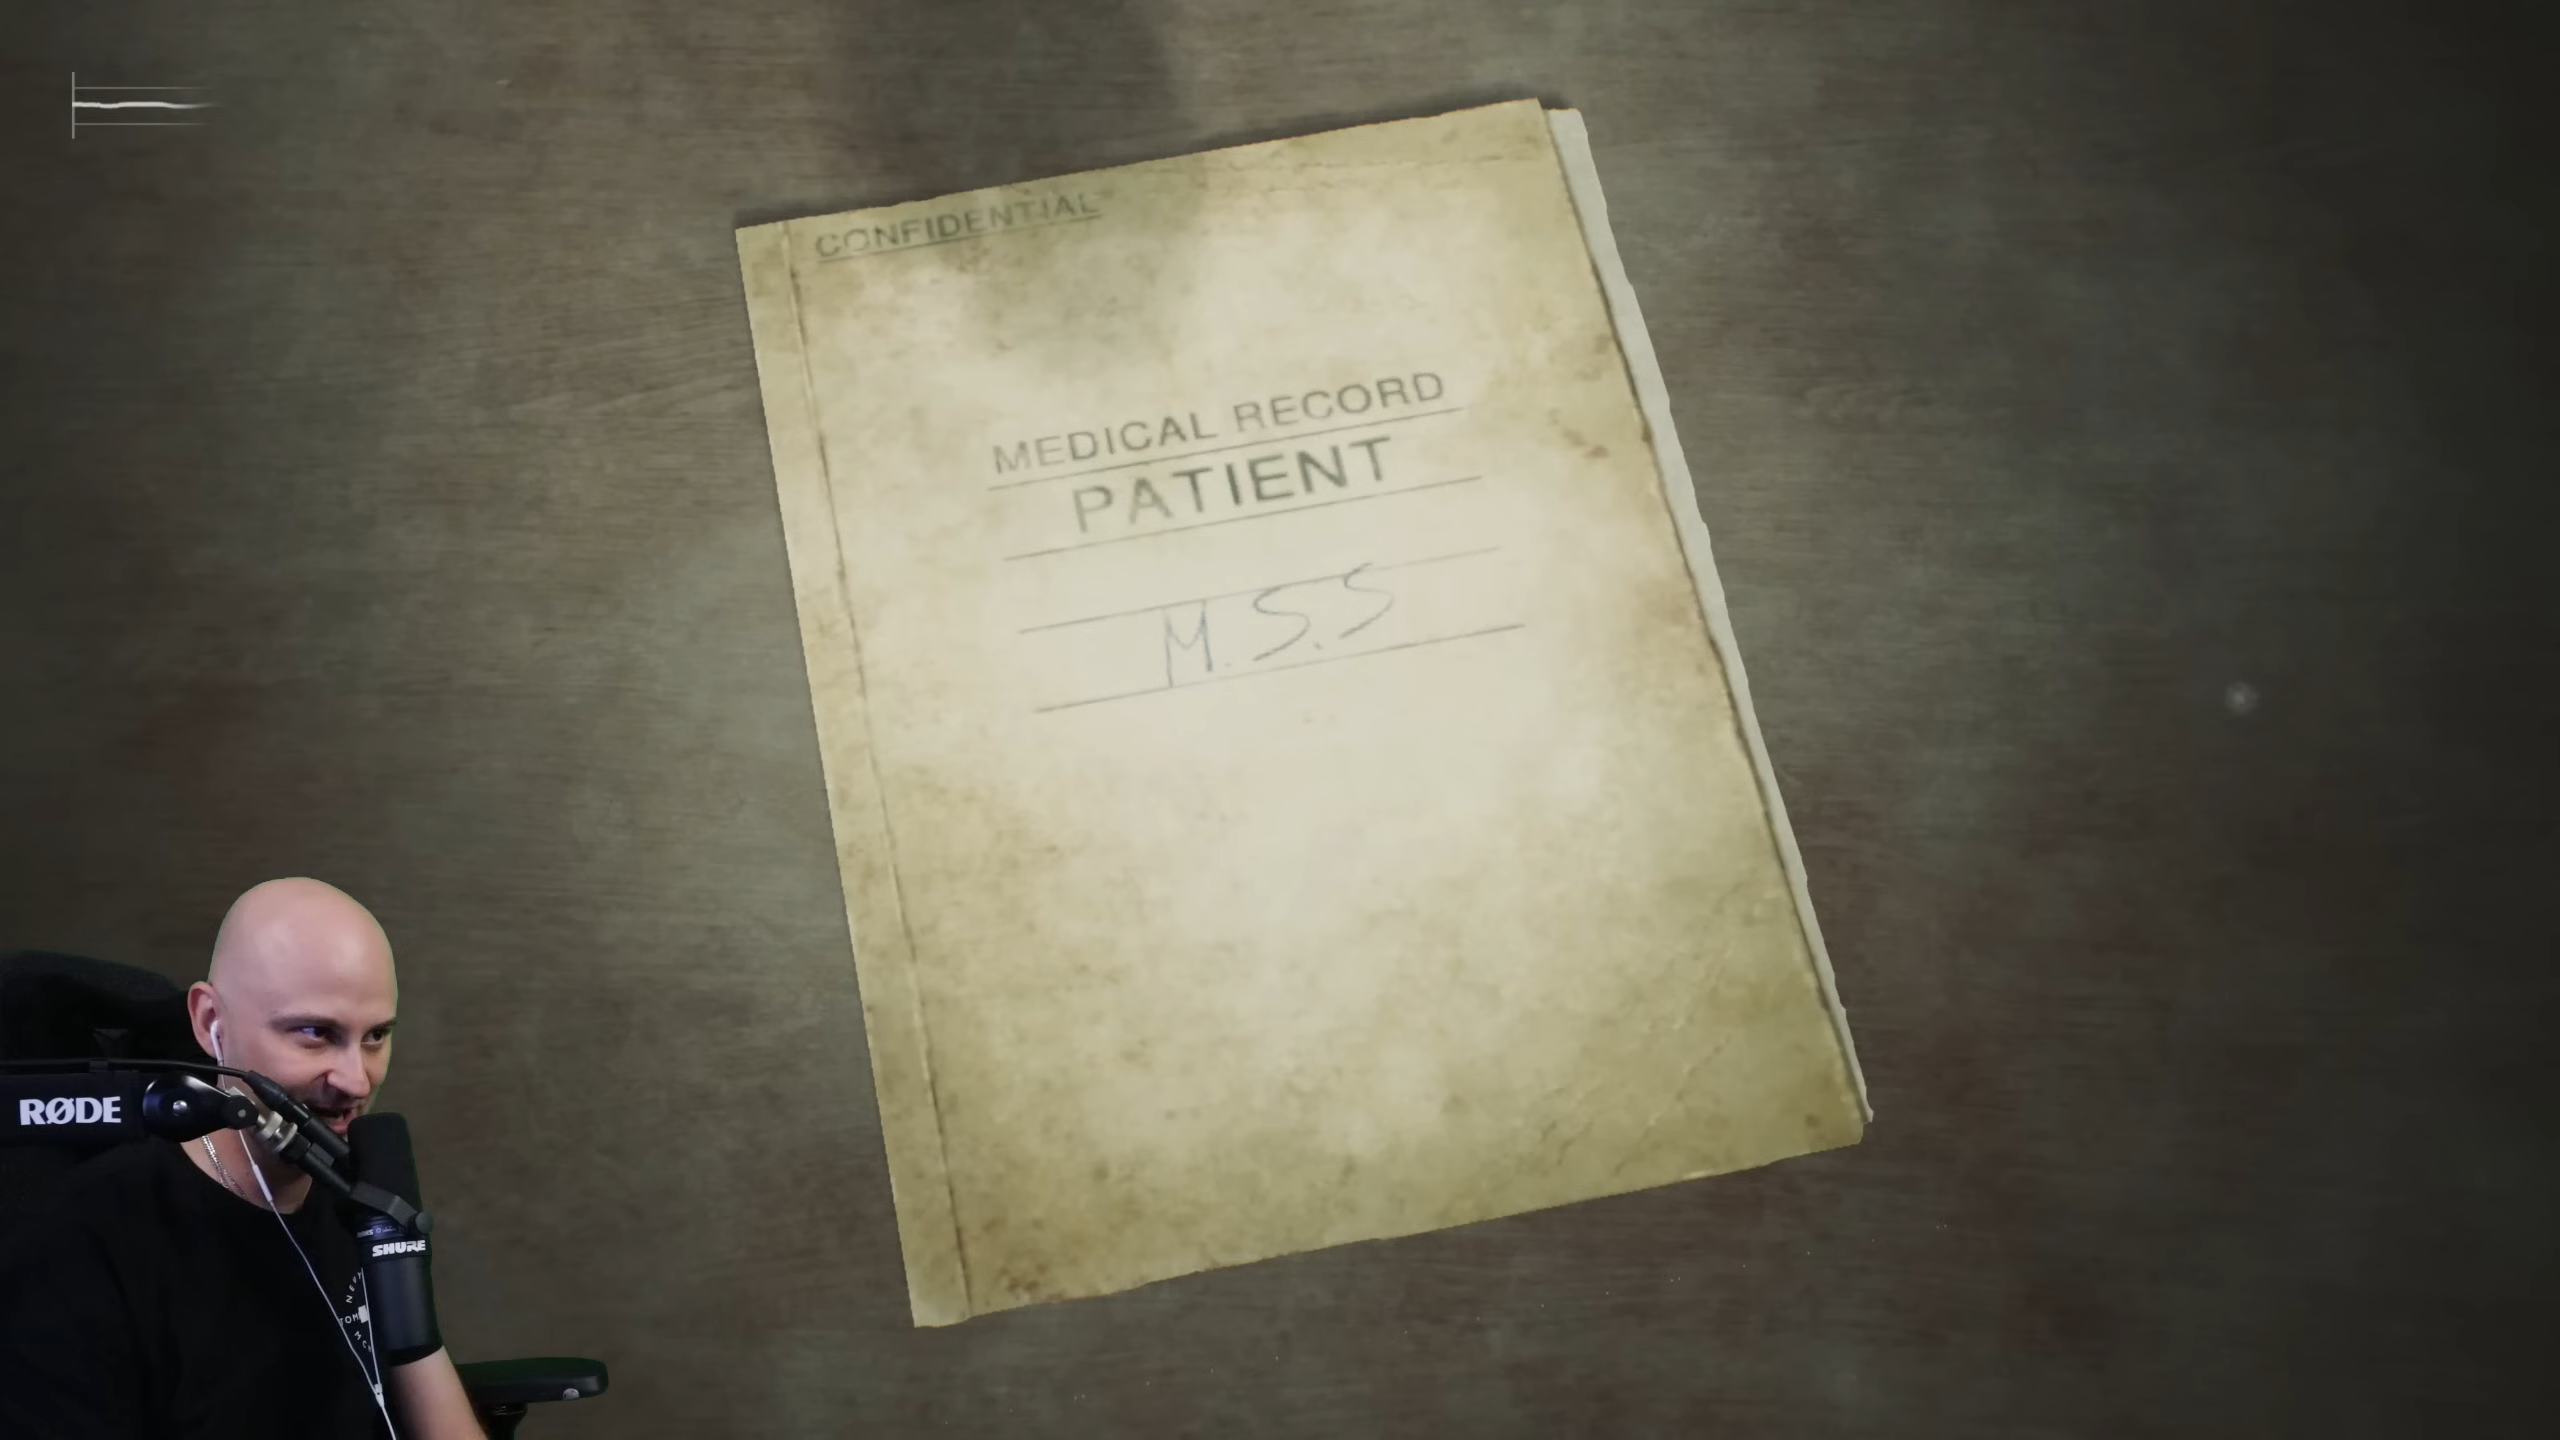 CONFIDENTIAL
MEDICAL RECORD
PATIENT
M. S.S
RØDE
SHURE